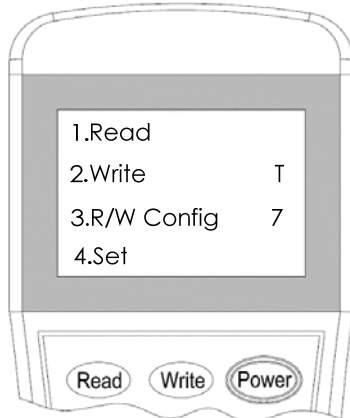 1.Read
2.Write T
3.R/W Config 7
4.Set
Read Write Power